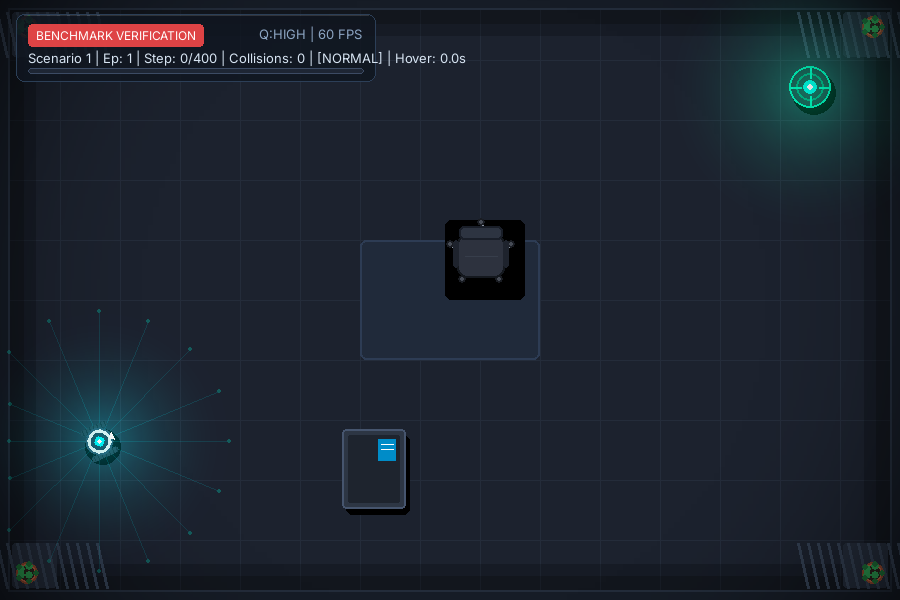 BENCHMARK VERIFICATION
Q:HIGH | 60 FPS
Scenario 1 | Ep: 1 | Step: 0/400 | Collisions: 0 | [NORMAL] | Hover: 0.0s